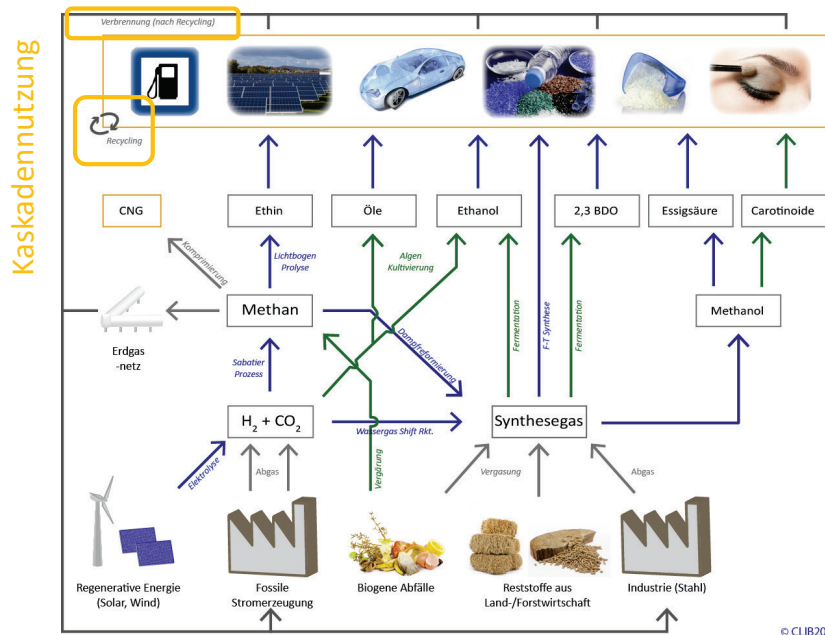 Verbrennung (nach Recycling)
Kaskadennutzung
Recycling
CNG
Ethin
Öle
Ethanol
2,3 BDO
Essigsäure
Carotinoide
Komprimierung
Lichtbogen
Prolyse
Algen
Kultivierung
Fermentation
F-T Synthese
Fermentation
Methan
Methanol
Erdgas
-netz
Sabatier
Prozess
Dampfreformierung
H₂ + CO₂
Wassergas Shift Rkt.
Synthesegas
Elektrolyse
Abgas
Vergärung
Vergasung
Abgas
Regenerative Energie
(Solar, Wind)
Fossile
Stromerzeugung
Biogene Abfälle
Reststoffe aus
Land-/Forstwirtschaft
Industrie (Stahl)
© CLIB20